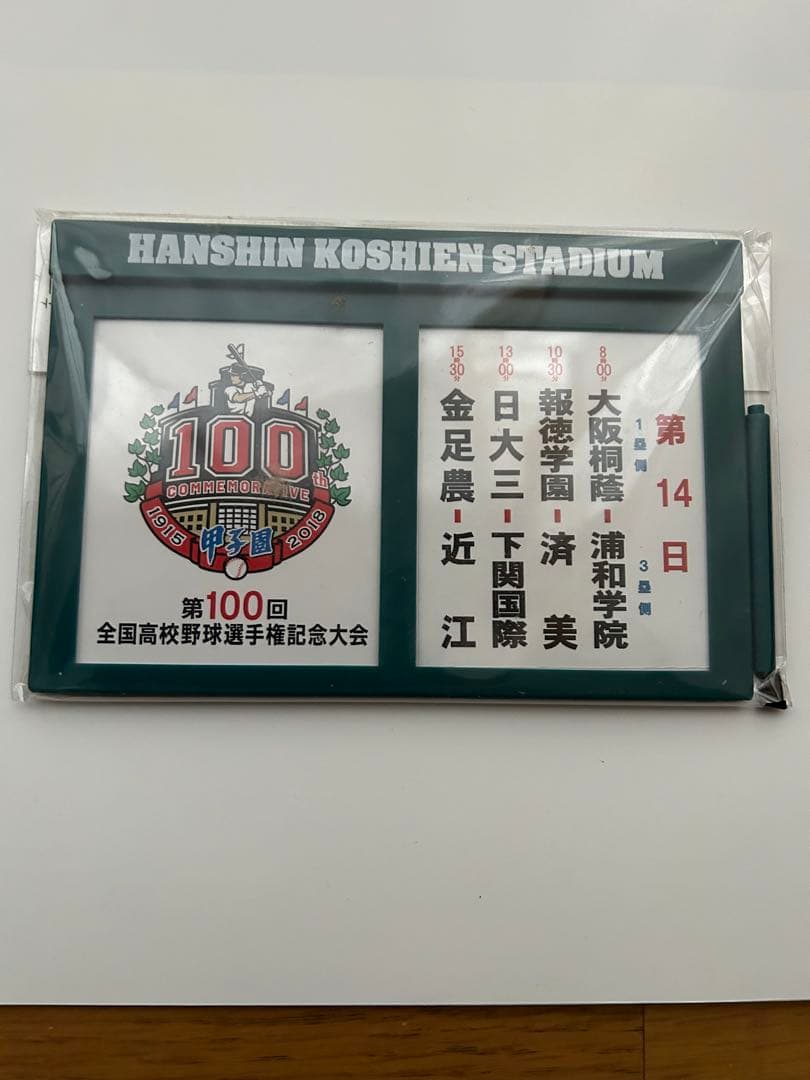 HANSHIN KOSHIEN STADIUM
100th
COMMEMORATIVE
1915 甲子園 2018
第100回
全国高校野球選手権記念大会
第14日
1塁側 3塁側
8時00分 大阪桐蔭-浦和学院
10時30分 報徳学園-済美
13時00分 日大三-下関国際
15時30分 金足農-近江